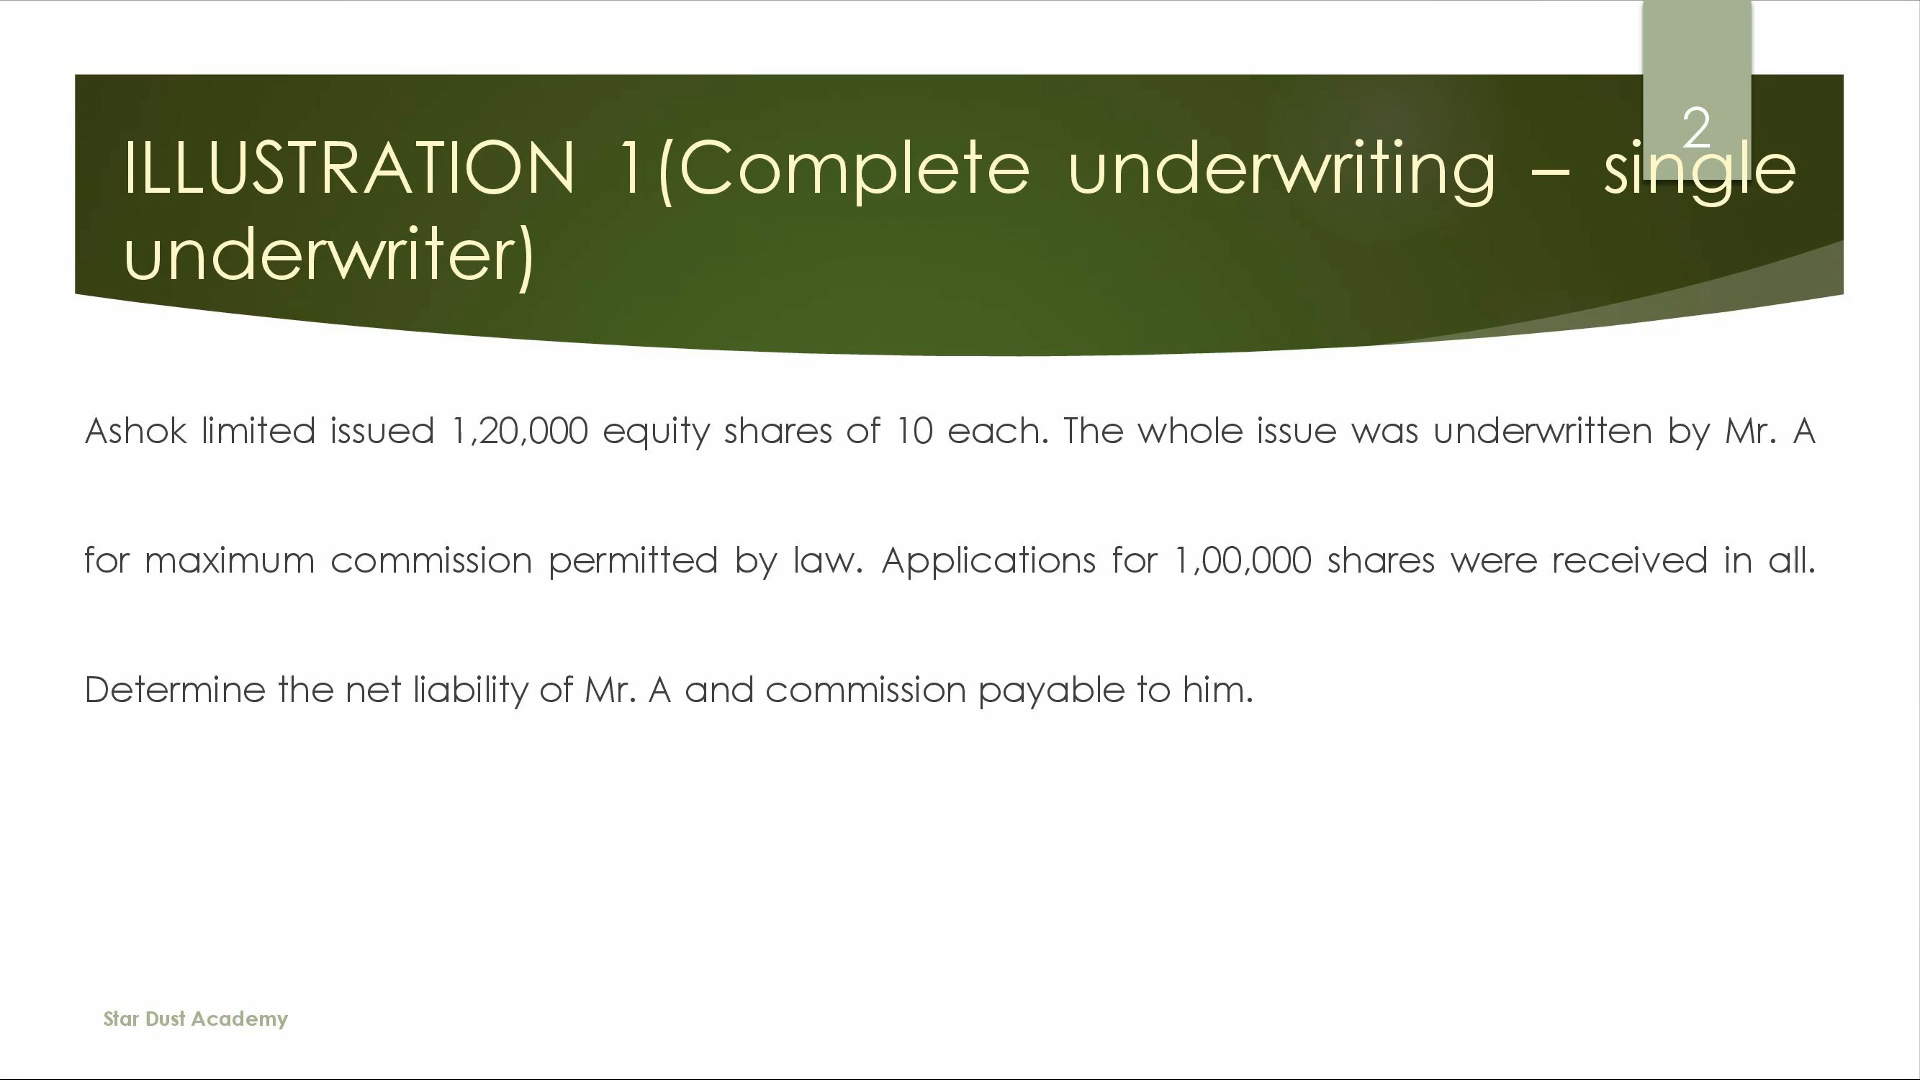 2
ILLUSTRATION 1(Complete underwriting – single
underwriter)
Ashok limited issued 1,20,000 equity shares of 10 each. The whole issue was underwritten by Mr. A
for maximum commission permitted by law. Applications for 1,00,000 shares were received in all.
Determine the net liability of Mr. A and commission payable to him.
Star Dust Academy